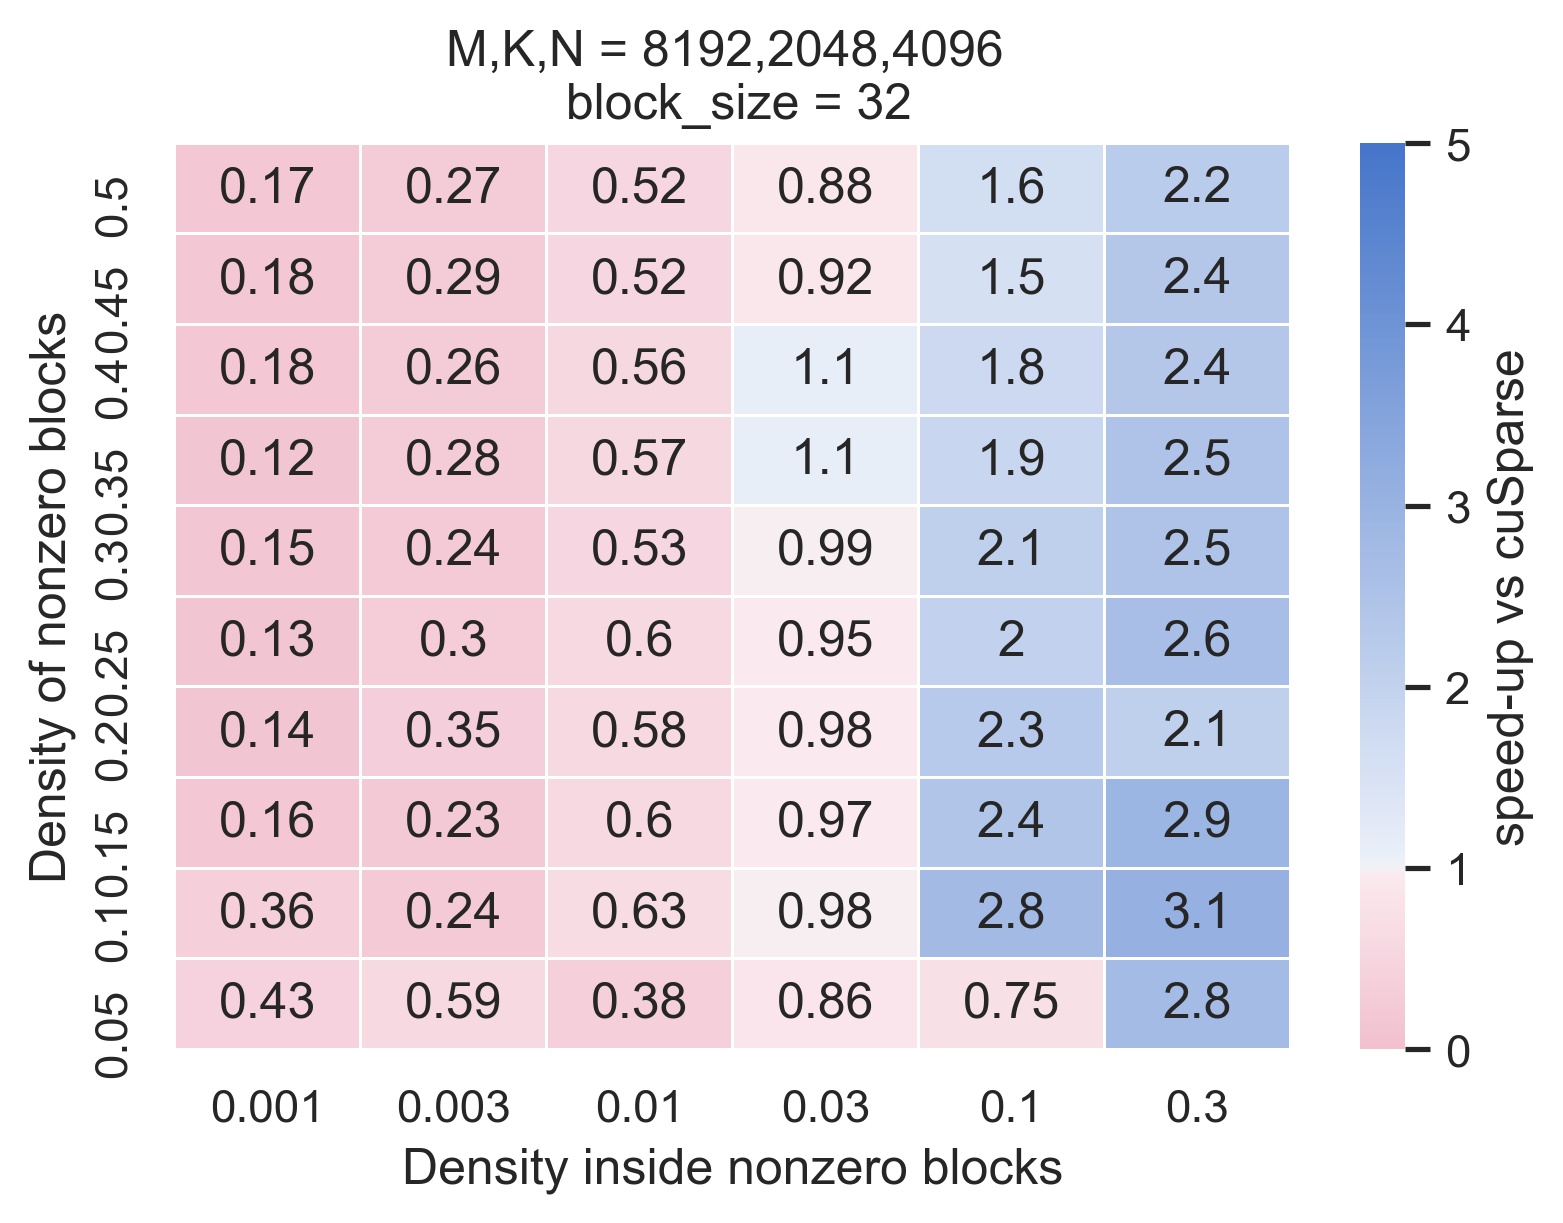 M,K,N = 8192,2048,4096
block_size = 32
Density of nonzero blocks
0.5 0.17 0.27 0.52 0.88 1.6 2.2
0.45 0.18 0.29 0.52 0.92 1.5 2.4
0.4 0.18 0.26 0.56 1.1 1.8 2.4
0.35 0.12 0.28 0.57 1.1 1.9 2.5
0.3 0.15 0.24 0.53 0.99 2.1 2.5
0.25 0.13 0.3 0.6 0.95 2 2.6
0.2 0.14 0.35 0.58 0.98 2.3 2.1
0.15 0.16 0.23 0.6 0.97 2.4 2.9
0.1 0.36 0.24 0.63 0.98 2.8 3.1
0.05 0.43 0.59 0.38 0.86 0.75 2.8
0.001 0.003 0.01 0.03 0.1 0.3
Density inside nonzero blocks
5
4
3
2
1
0
speed-up vs cuSparse